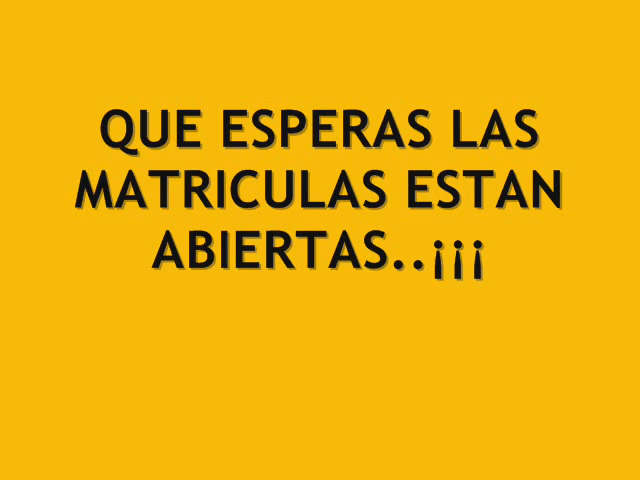 QUE ESPERAS LAS
MATRICULAS ESTAN
ABIERTAS..¡¡¡